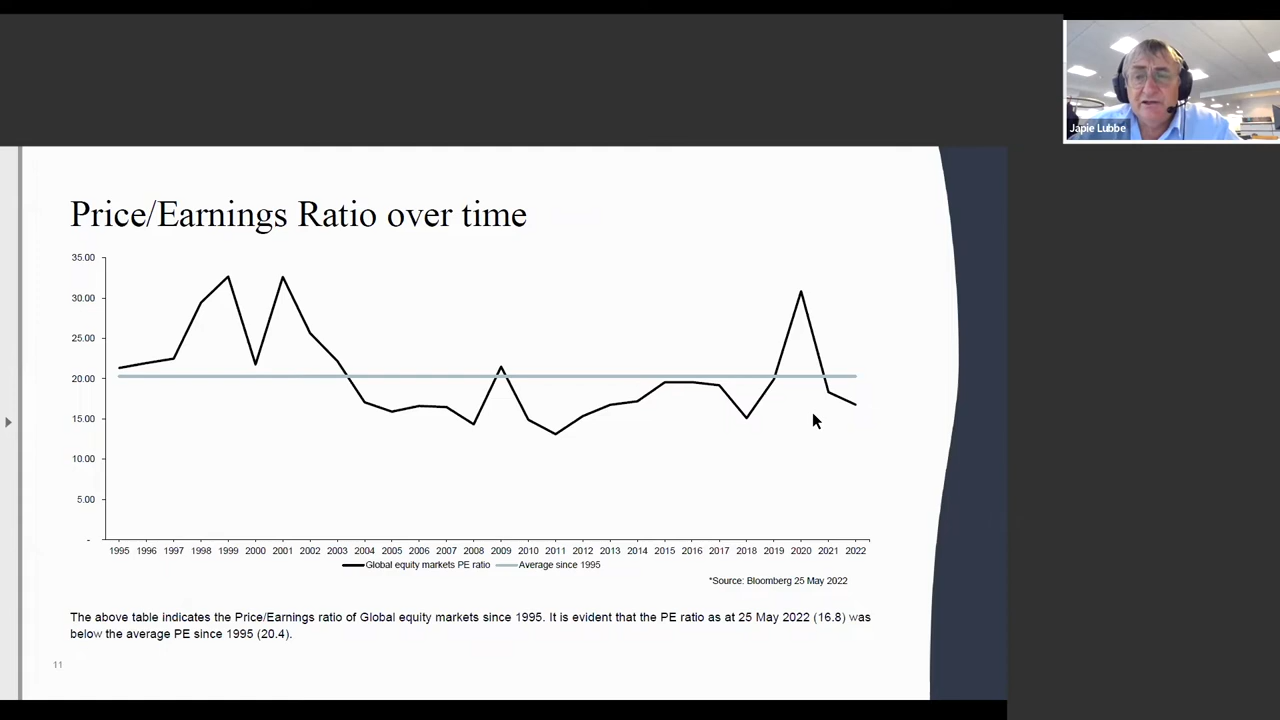 Japie Lubbe
Price/Earnings Ratio over time
35.00
30.00
25.00
20.00
15.00
10.00
5.00
-
1995 1996 1997 1998 1999 2000 2001 2002 2003 2004 2005 2006 2007 2008 2009 2010 2011 2012 2013 2014 2015 2016 2017 2018 2019 2020 2021 2022
Global equity markets PE ratio Average since 1995
*Source: Bloomberg 25 May 2022
The above table indicates the Price/Earnings ratio of Global equity markets since 1995. It is evident that the PE ratio as at 25 May 2022 (16.8) was
below the average PE since 1995 (20.4).
11